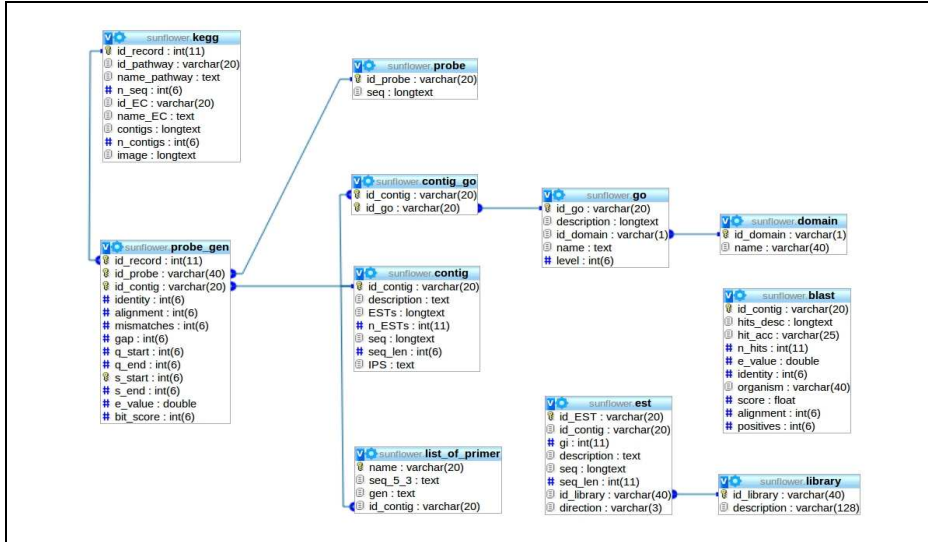 sunflower.kegg
id_record : int(11)
id_pathway : varchar(20)
name_pathway : text
# n_seq : int(6)
id_EC : varchar(20)
name_EC : text
contigs : longtext
# n_contigs : int(6)
image : longtext
sunflower.probe
id_probe : varchar(20)
seq : longtext
sunflower.contig_go
id_contig : varchar(20)
id_go : varchar(20)
sunflower.go
id_go : varchar(20)
description : longtext
id_domain : varchar(1)
name : text
# level : int(6)
sunflower.domain
id_domain : varchar(1)
name : varchar(40)
sunflower.probe_gen
id_record : int(11)
id_probe : varchar(40)
id_contig : varchar(20)
# identity : int(6)
# alignment : int(6)
# mismatches : int(6)
# gap : int(6)
# q_start : int(6)
# q_end : int(6)
s_start : int(6)
# s_end : int(6)
# e_value : double
# bit_score : int(6)
sunflower.contig
id_contig : varchar(20)
description : text
ESTs : longtext
# n_ESTs : int(11)
seq : longtext
# seq_len : int(6)
IPS : text
sunflower.blast
id_contig : varchar(20)
hits_desc : longtext
hit_acc : varchar(25)
# n_hits : int(11)
# e_value : double
# identity : int(6)
organism : varchar(40)
# score : float
# alignment : int(6)
# positives : int(6)
sunflower.est
id_EST : varchar(20)
id_contig : varchar(20)
# gi : int(11)
description : text
seq : longtext
# seq_len : int(11)
id_library : varchar(40)
direction : varchar(3)
sunflower.list_of_primer
name : varchar(20)
seq_5_3 : text
gen : text
id_contig : varchar(20)
sunflower.library
id_library : varchar(40)
description : varchar(128)